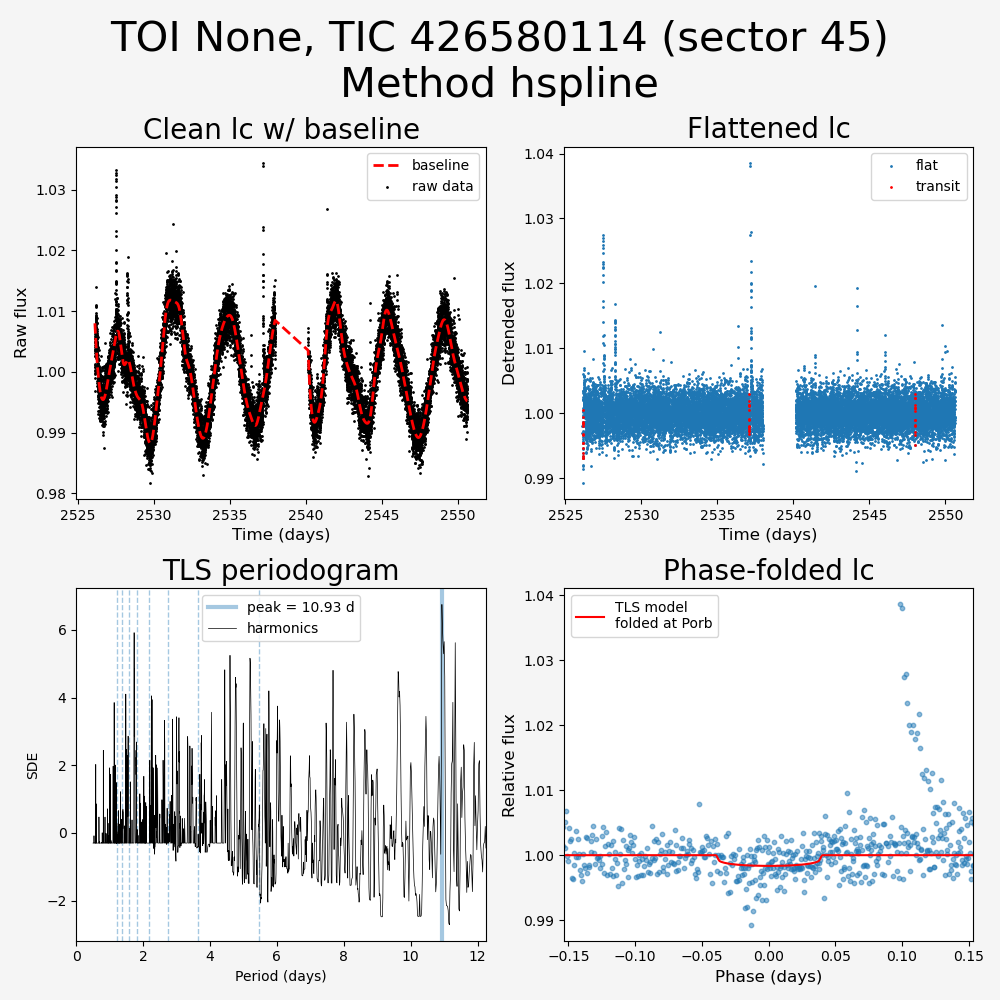 TOI None, TIC 426580114 (sector 45)
Method hspline
Clean lc w/ baseline
Flattened lc
baseline
raw data
flat
transit
Raw flux
1.03
1.02
1.01
1.00
0.99
0.98
2525
2530
2535
2540
2545
2550
Time (days)
Detrended flux
1.04
1.03
1.02
1.01
1.00
0.99
2525
2530
2535
2540
2545
2550
Time (days)
TLS periodogram
Phase-folded lc
peak = 10.93 d
harmonics
TLS model
folded at Porb
SDE
6
4
2
0
−2
0
2
4
6
8
10
12
Period (days)
Relative flux
1.04
1.03
1.02
1.01
1.00
0.99
−0.15
−0.10
−0.05
0.00
0.05
0.10
0.15
Phase (days)